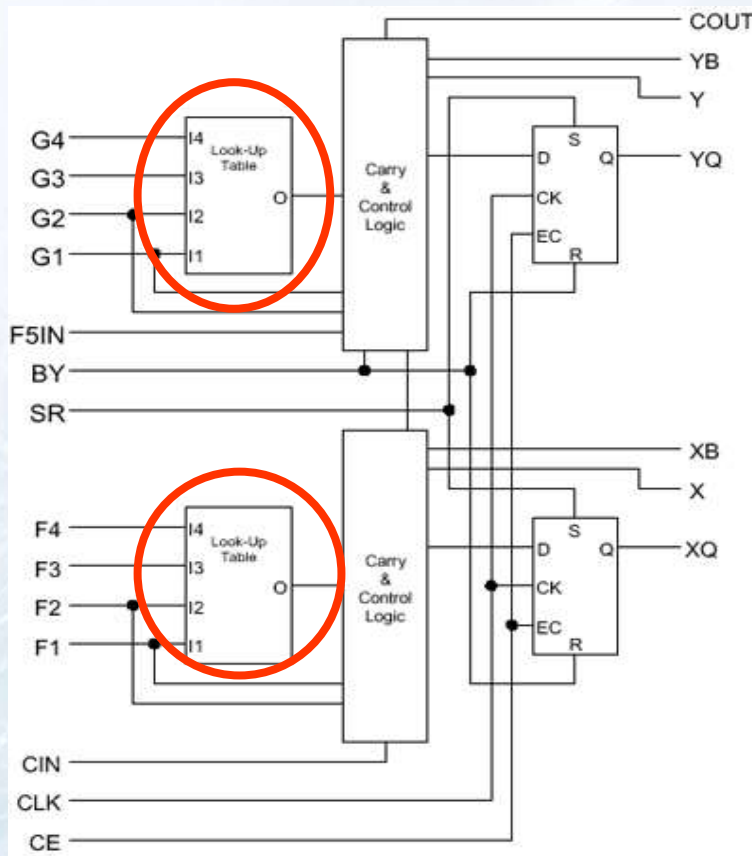 COUT
YB
Y
G4
I4
Look-Up
Table
S
G3
I3
Carry
&
Control
Logic
D
Q
YQ
O
G2
I2
CK
G1
I1
EC
R
F5IN
BY
SR
XB
X
F4
I4
Look-Up
Table
S
F3
I3
Carry
&
Control
Logic
D
Q
XQ
O
F2
I2
CK
F1
I1
EC
R
CIN
CLK
CE